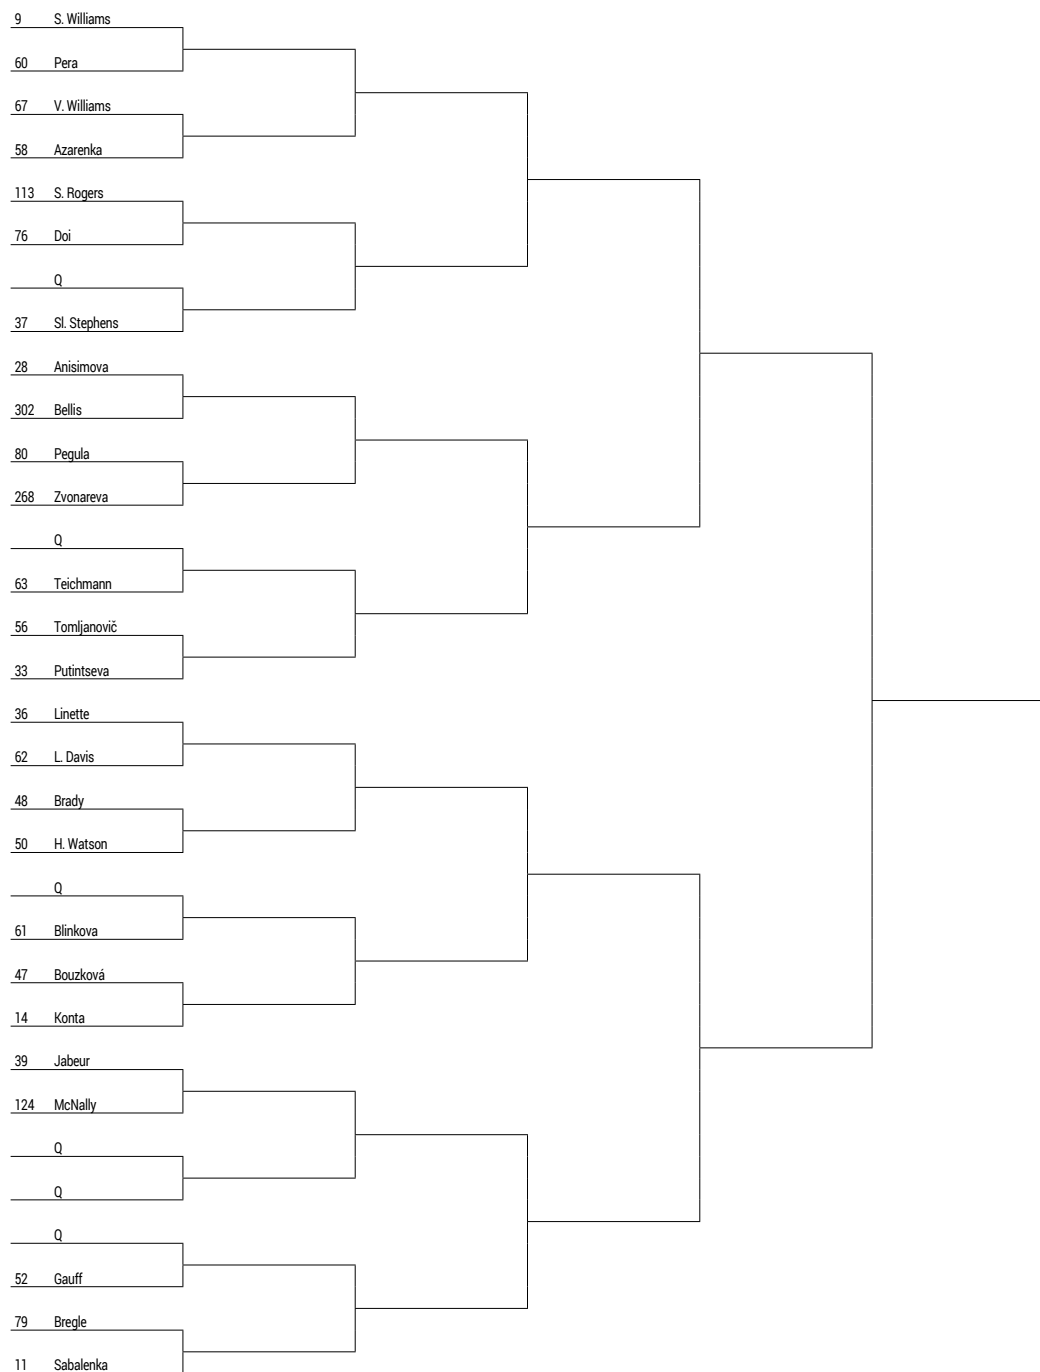 9 S. Williams
60 Pera
67 V. Williams
58 Azarenka
113 S. Rogers
76 Doi
Q
37 Sl. Stephens
28 Anisimova
302 Bellis
80 Pegula
268 Zvonareva
Q
63 Teichmann
56 Tomljanovič
33 Putintseva
36 Linette
62 L. Davis
48 Brady
50 H. Watson
Q
61 Blinkova
47 Bouzková
14 Konta
39 Jabeur
124 McNally
Q
Q
Q
52 Gauff
79 Bregle
11 Sabalenka